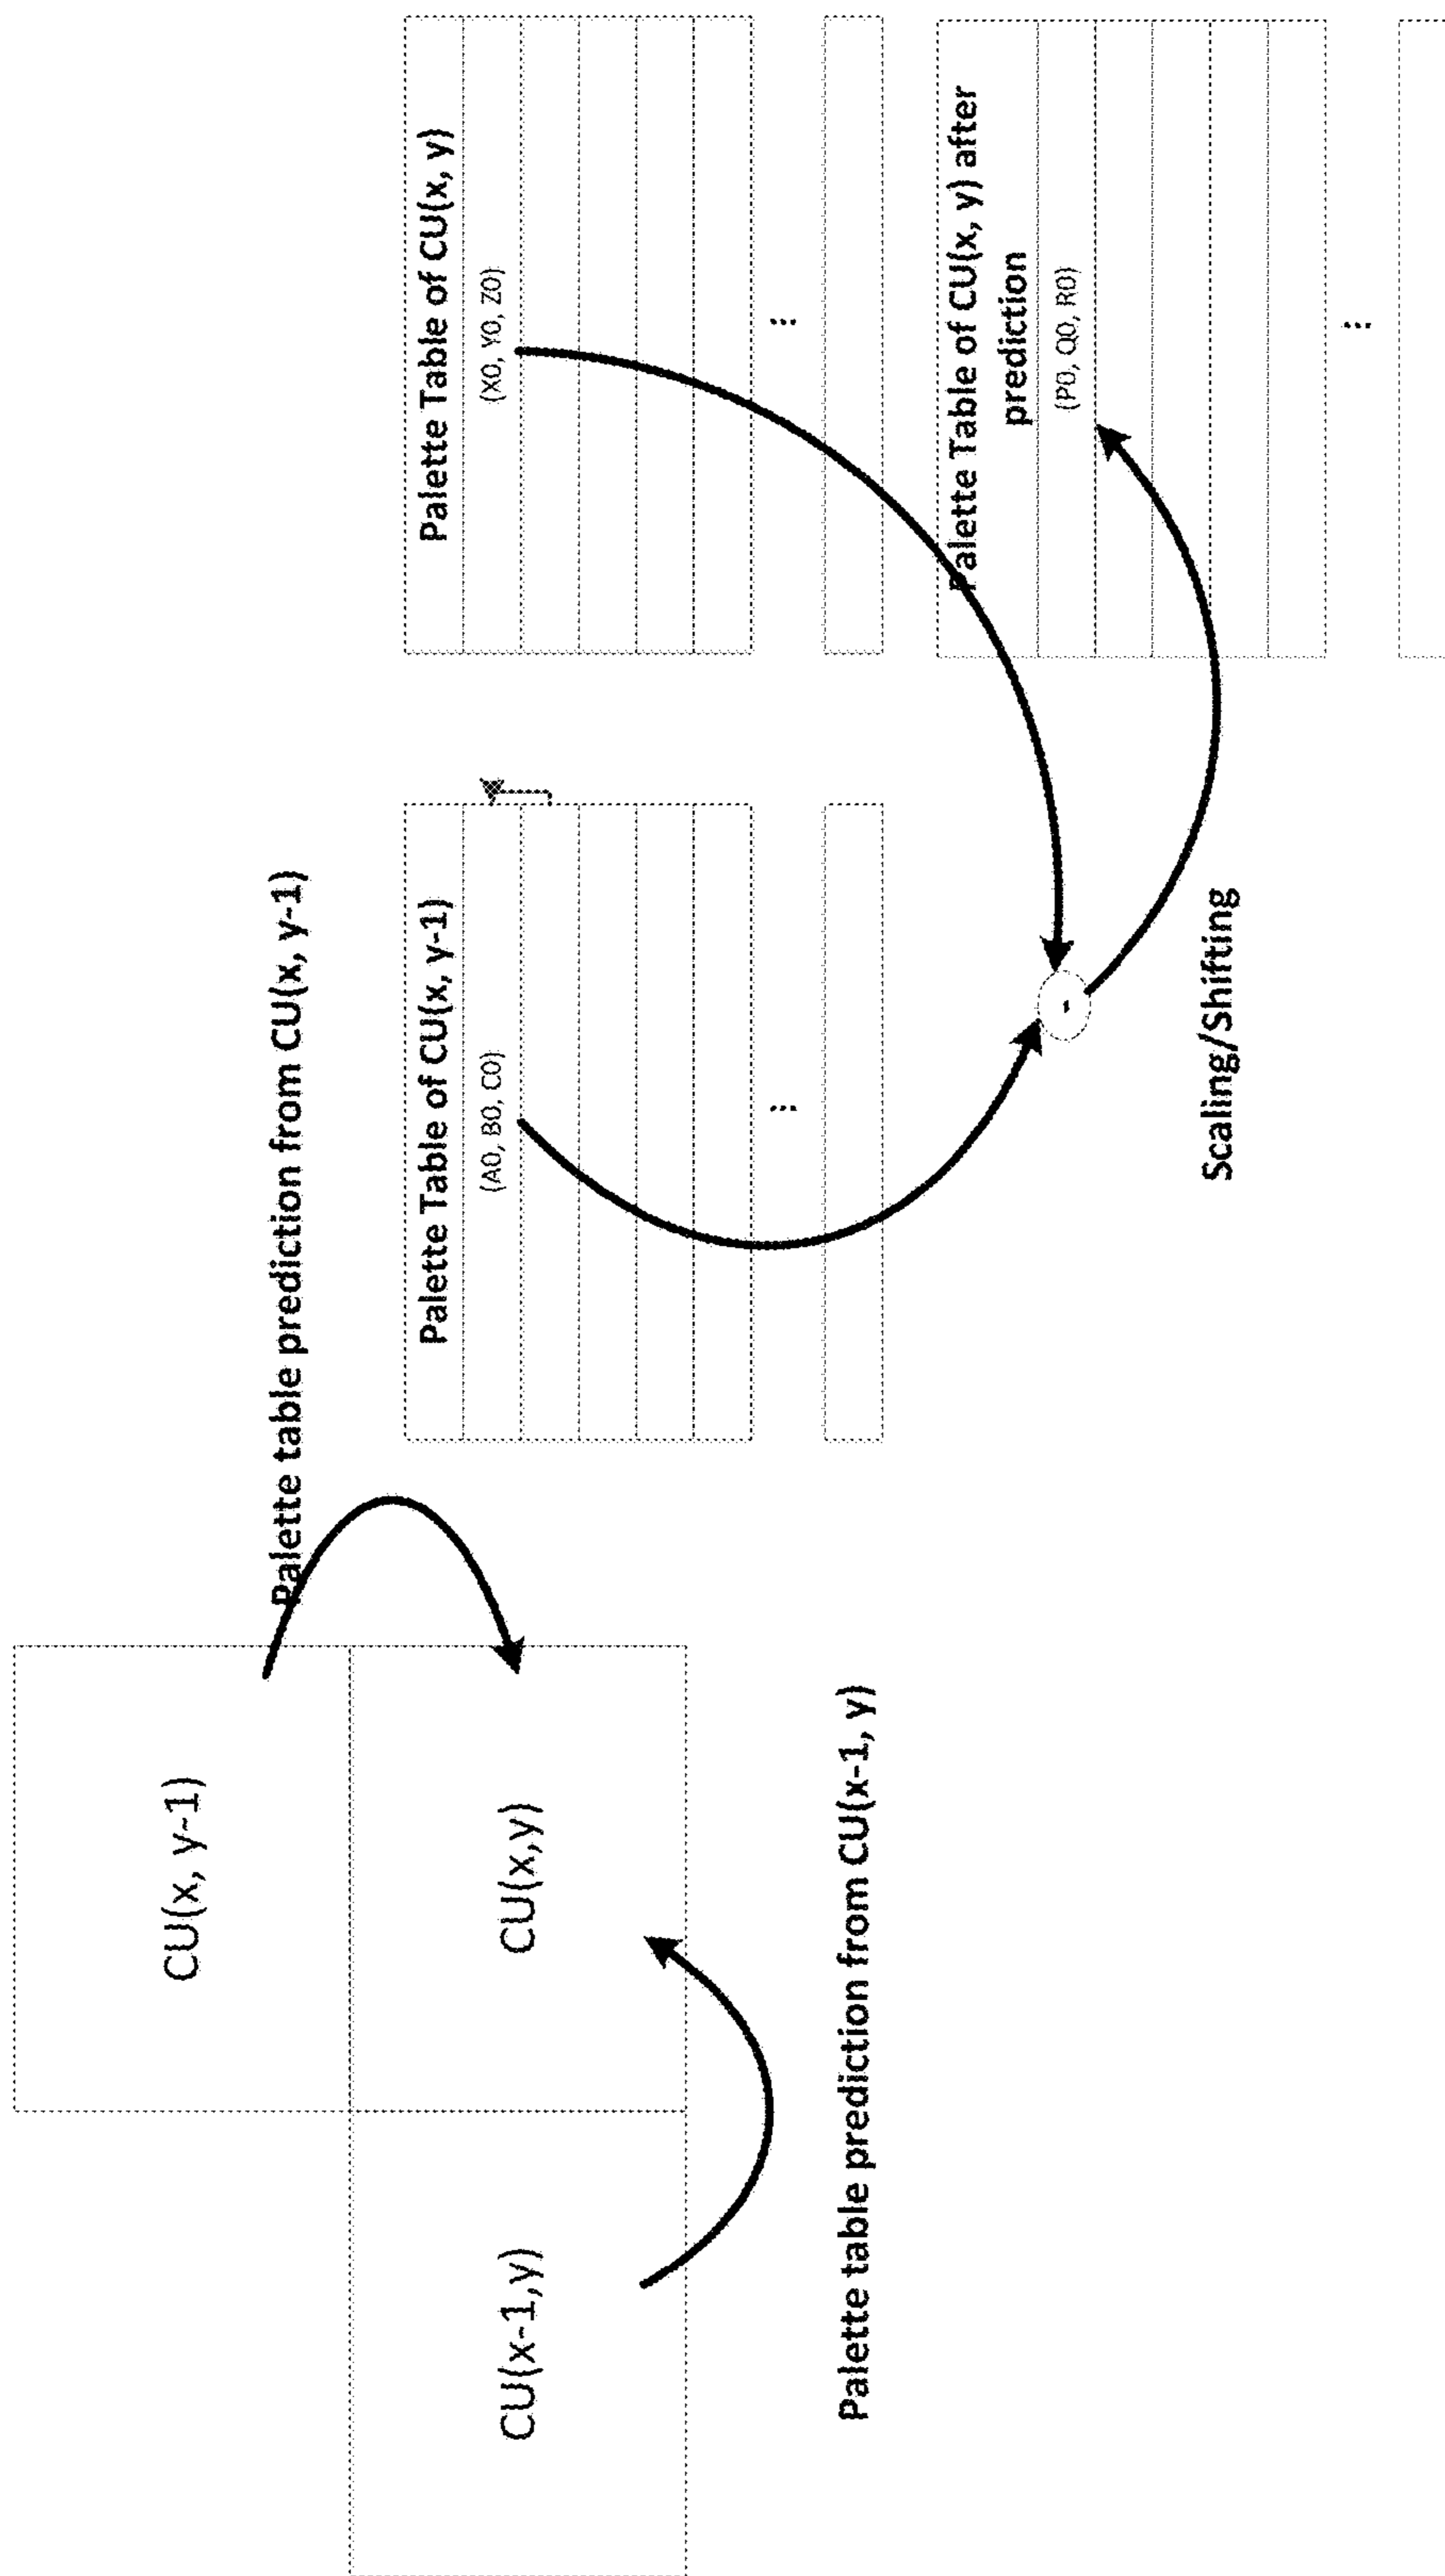 CU(x, y-1)
Palette table prediction from CU(x, y-1)
CU(x-1,y)
CU(x,y)
Palette table prediction from CU(x-1, y)
Palette Table of CU(x, y-1)
(A0, B0, C0)
...
Palette Table of CU(x, y)
(X0, Y0, Z0)
...
-
Scaling/Shifting
Palette Table of CU(x, y) after
prediction
(P0, Q0, R0)
...